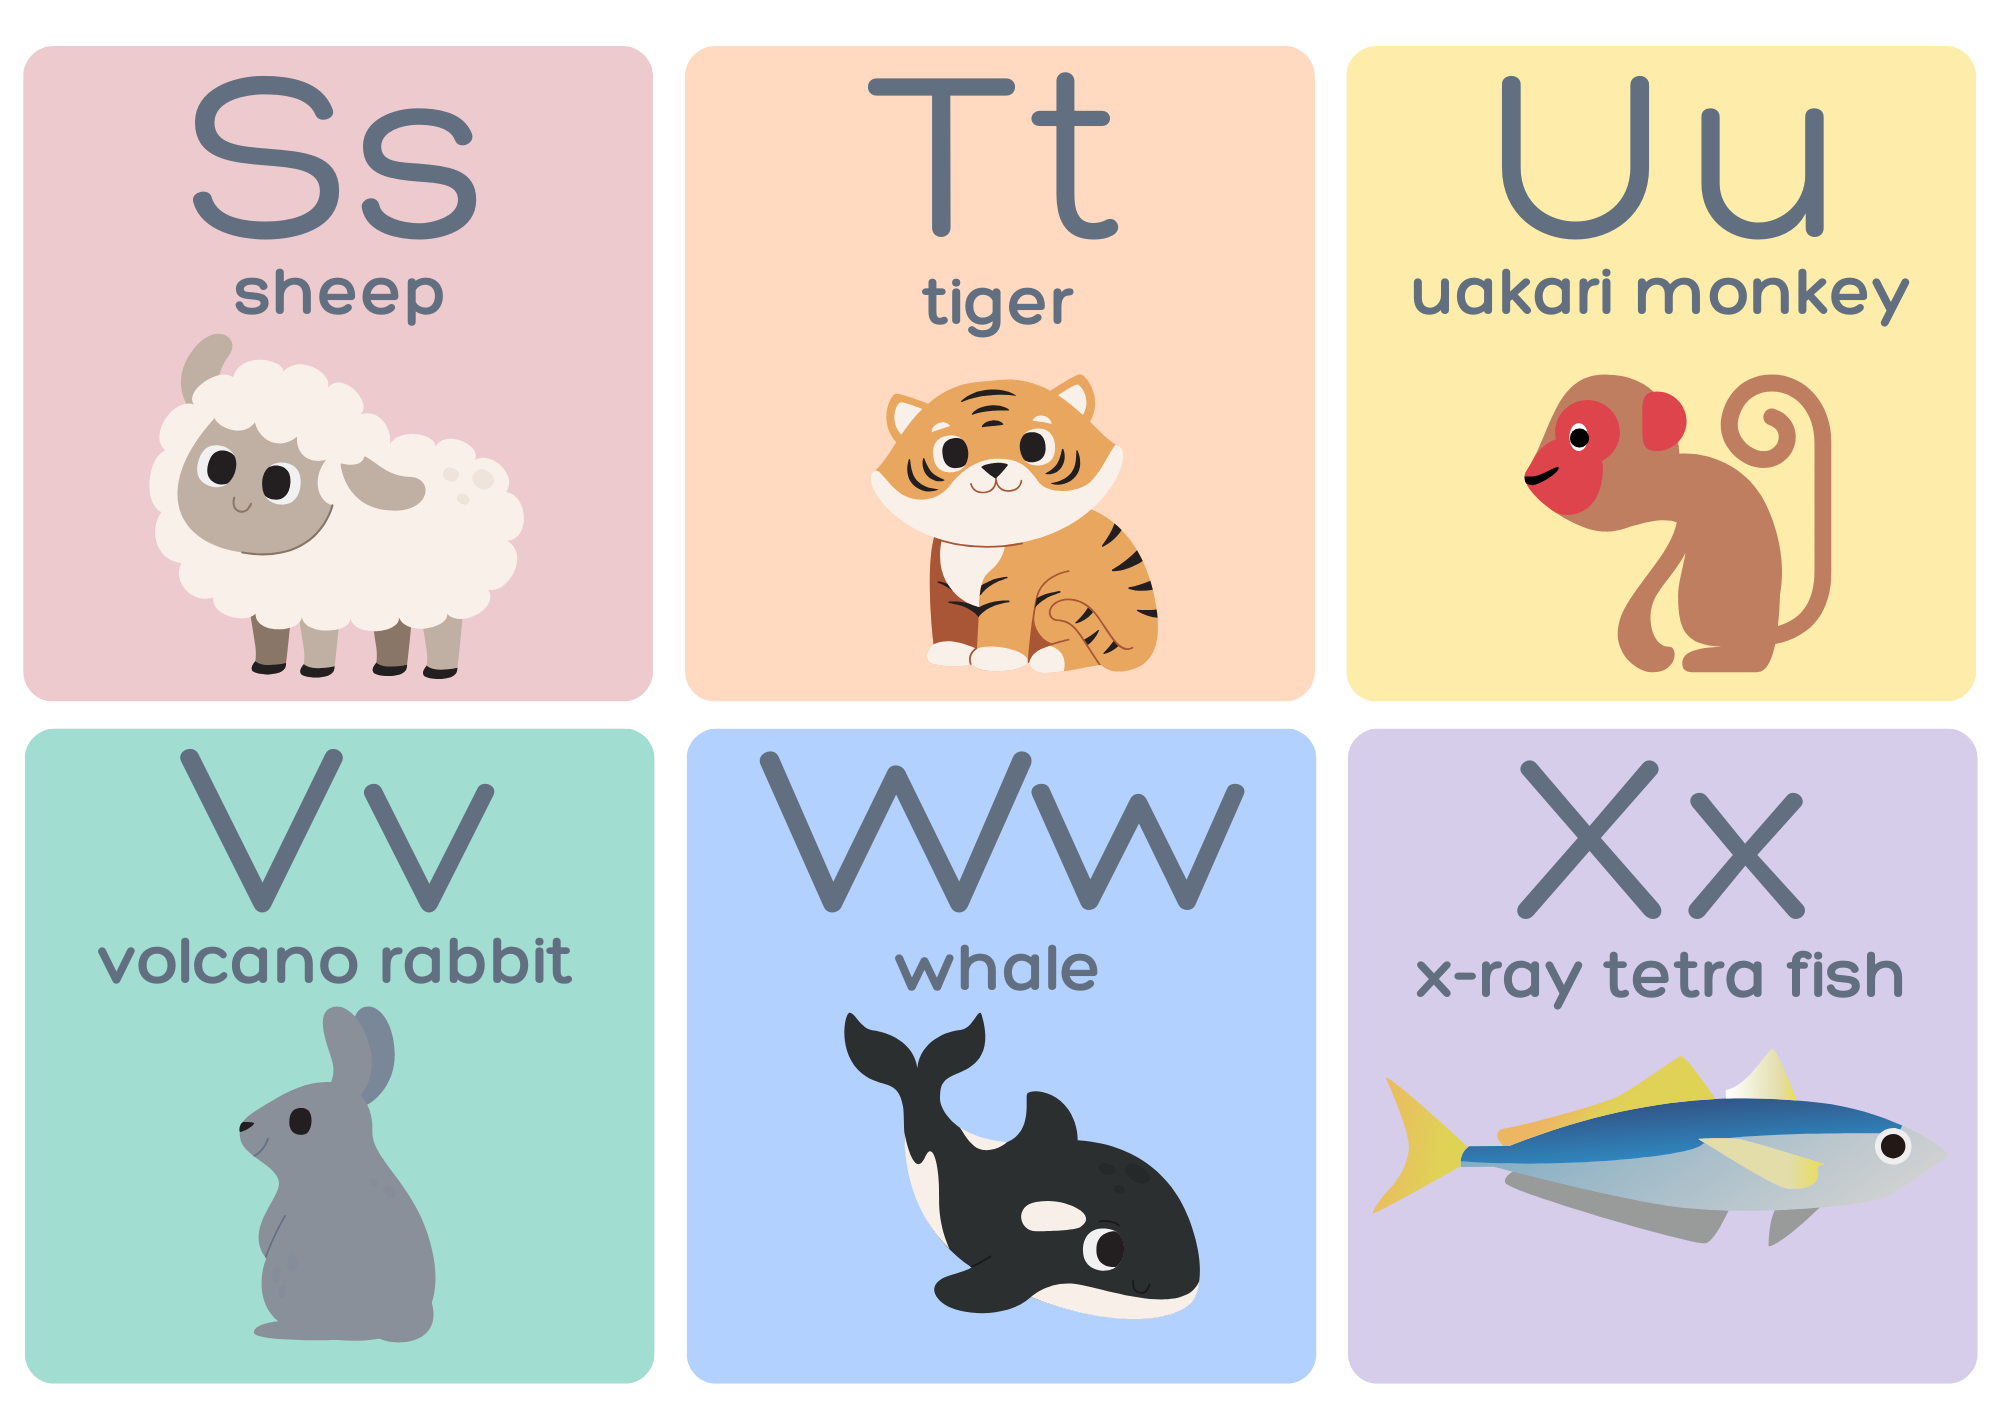 Ss
sheep
Tt
tiger
Uu
uakari monkey
Vv
volcano rabbit
Ww
whale
Xx
x-ray tetra fish